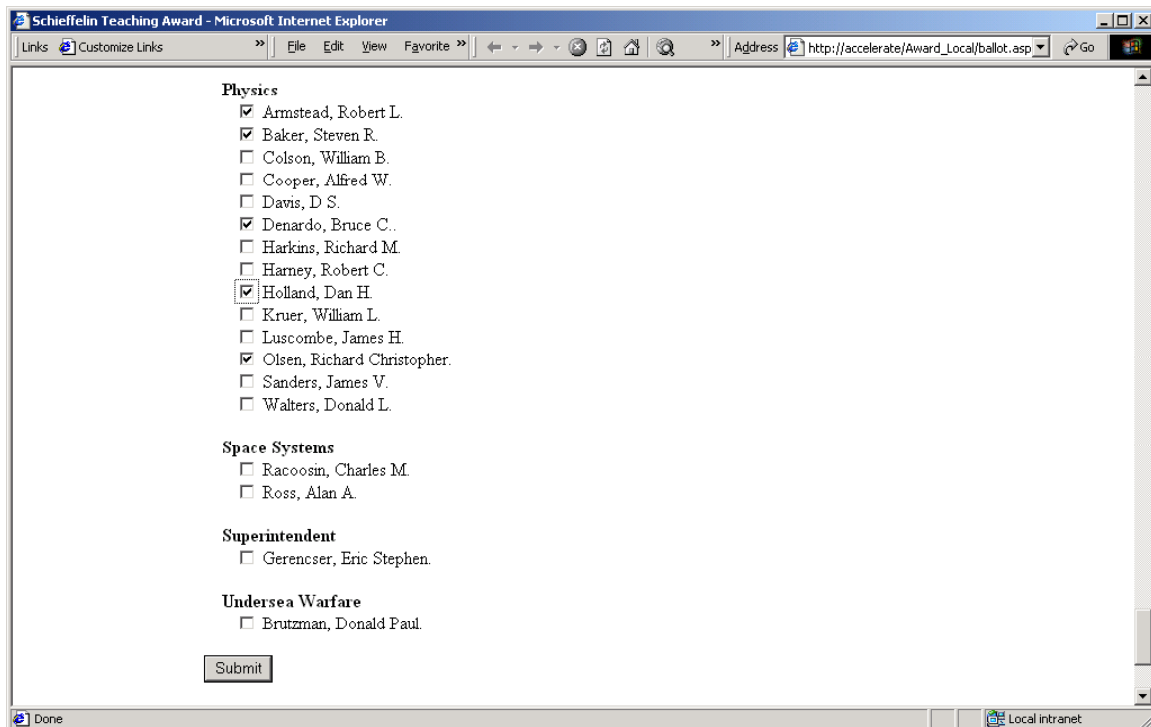 Schieffelin Teaching Award - Microsoft Internet Explorer
Links Customize Links » File Edit View Favorite » » Address http://accelerate/Award_Local/ballot.asp Go
Physics
Armstead, Robert L.
Baker, Steven R.
Colson, William B.
Cooper, Alfred W.
Davis, D S.
Denardo, Bruce C..
Harkins, Richard M.
Harney, Robert C.
Holland, Dan H.
Kruer, William L.
Luscombe, James H.
Olsen, Richard Christopher.
Sanders, James V.
Walters, Donald L.
Space Systems
Racoosin, Charles M.
Ross, Alan A.
Superintendent
Gerencser, Eric Stephen.
Undersea Warfare
Brutzman, Donald Paul.
Submit
Done Local intranet